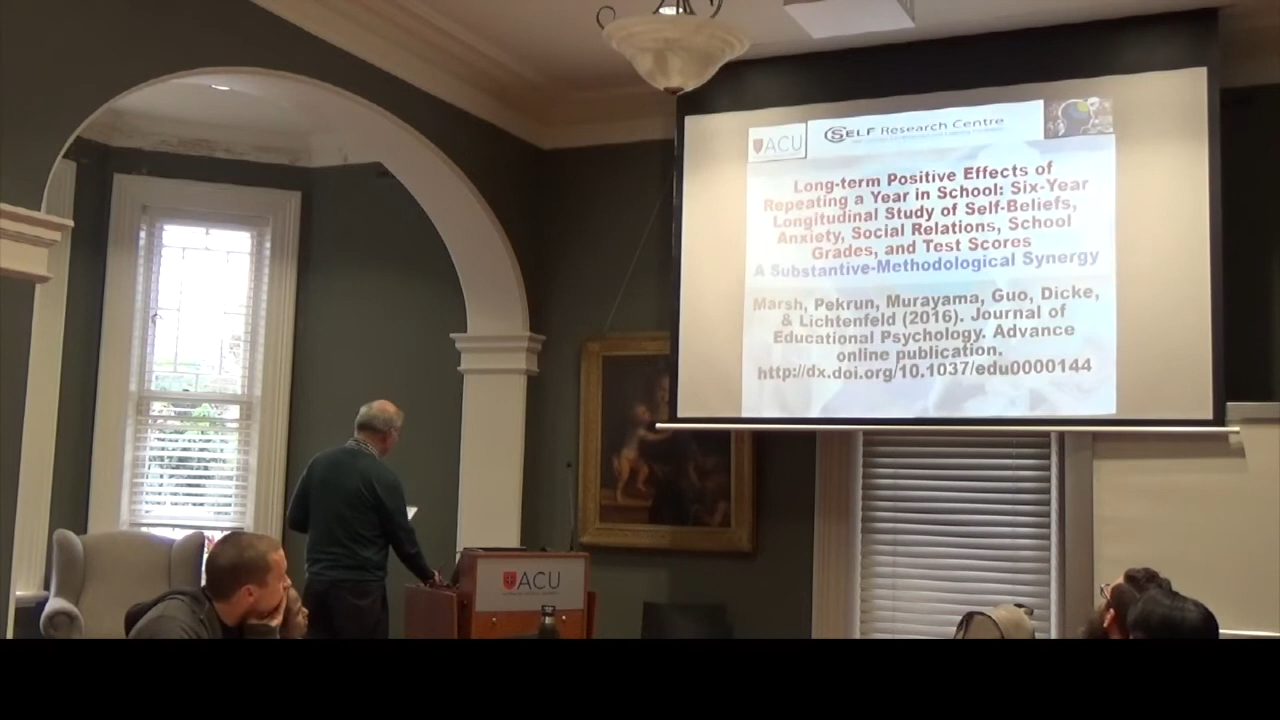 ACU
SELF Research Centre
Long-term Positive Effects of
Repeating a Year in School: Six-Year
Longitudinal Study of Self-Beliefs,
Anxiety, Social Relations, School
Grades, and Test Scores
A Substantive-Methodological Synergy
Marsh, Pekrun, Murayama, Guo, Dicke,
& Lichtenfeld (2016). Journal of
Educational Psychology. Advance
online publication.
http://dx.doi.org/10.1037/edu0000144
ACU